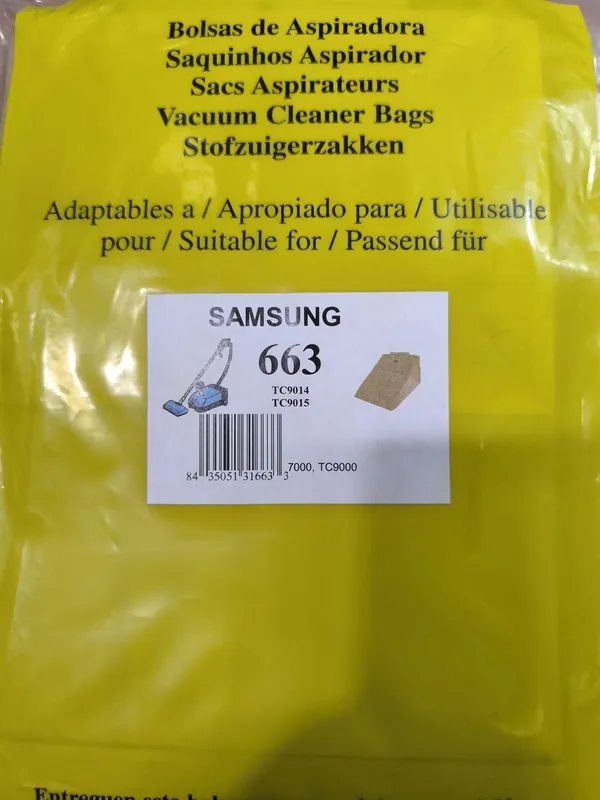 Bolsas de Aspiradora
Saquinhos Aspirador
Sacs Aspirateurs
Vacuum Cleaner Bags
Stofzuigerzakken
Adaptables a / Apropiado para / Utilisable
pour / Suitable for / Passend für
SAMSUNG
663
TC9014
TC9015
7000, TC9000
84 35051 31663 3
Entreguen